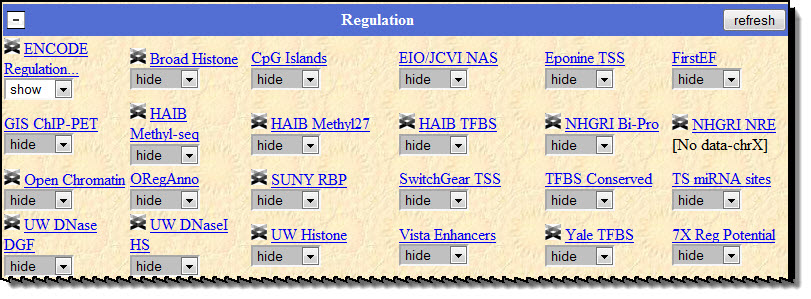 - Regulation refresh
ENCODE Regulation... show
Broad Histone hide
CpG Islands hide
EIO/JCVI NAS hide
Eponine TSS hide
FirstEF hide
GIS ChIP-PET hide
HAIB Methyl-seq hide
HAIB Methyl27 hide
HAIB TFBS hide
NHGRI Bi-Pro hide
NHGRI NRE [No data-chrX]
Open Chromatin hide
ORegAnno hide
SUNY RBP hide
SwitchGear TSS hide
TFBS Conserved hide
TS miRNA sites hide
UW DNase DGF hide
UW DNaseI HS hide
UW Histone hide
Vista Enhancers hide
Yale TFBS hide
7X Reg Potential hide